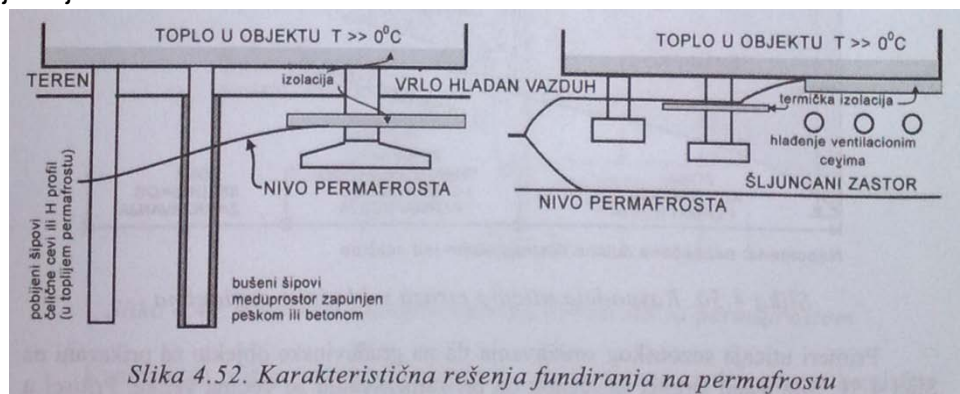 TOPLO U OBJEKTU T >> 0⁰C
izolacija
TEREN
VRLO HLADAN VAZDUH
NIVO PERMAFROSTA
pobijeni šipovi
čelične cevi ili H profil
(u toplijem permafrostu)
bušeni šipovi
međuprostor zapunjen
peskom ili betonom
TOPLO U OBJEKTU T >> 0⁰C
termička izolacija
hlađenje ventilacionim
cevima
ŠLJUNCANI ZASTOR
NIVO PERMAFROSTA
Slika 4.52. Karakteristična rešenja fundiranja na permafrostu